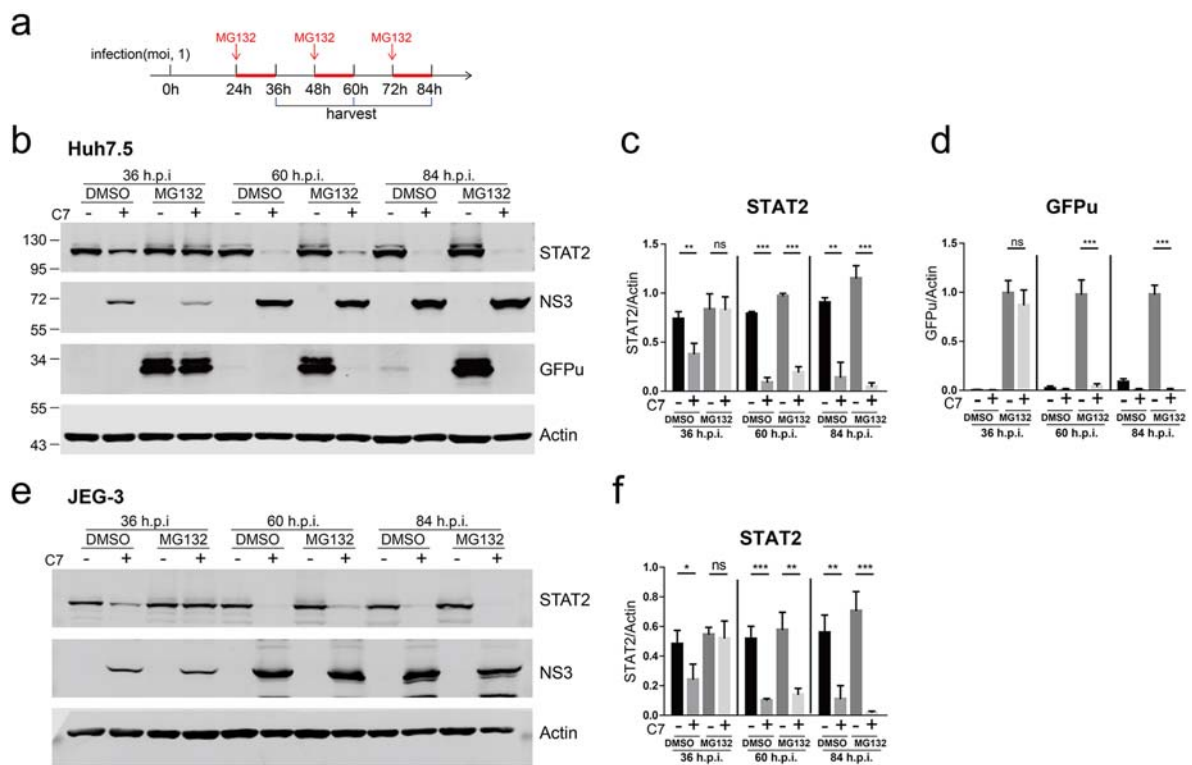 a
MG132 MG132 MG132
infection(moi, 1)
0h 24h 36h 48h 60h 72h 84h
harvest
b Huh7.5
36 h.p.i 60 h.p.i. 84 h.p.i.
DMSO MG132 DMSO MG132 DMSO MG132
C7 - + - + - + - + - + - +
130
95
STAT2
72
55
NS3
34
26
GFPu
55
43
Actin
c
STAT2
** ns *** *** ** ***
1.5
1.0
0.5
0.0
STAT2/Actin
C7 - + - + - + - + - + - +
DMSO MG132 DMSO MG132 DMSO MG132
36 h.p.i. 60 h.p.i. 84 h.p.i.
d
GFPu
ns *** ***
1.5
1.0
0.5
0.0
GFPu/Actin
C7 - + - + - + - + - + - +
DMSO MG132 DMSO MG132 DMSO MG132
36 h.p.i. 60 h.p.i. 84 h.p.i.
e JEG-3
36 h.p.i 60 h.p.i. 84 h.p.i.
DMSO MG132 DMSO MG132 DMSO MG132
C7 - + - + - + - + - + - +
STAT2
NS3
Actin
f
STAT2
* ns *** ** ** ***
1.0
0.8
0.6
0.4
0.2
0.0
STAT2/Actin
C7 - + - + - + - + - + - +
DMSO MG132 DMSO MG132 DMSO MG132
36 h.p.i. 60 h.p.i. 84 h.p.i.